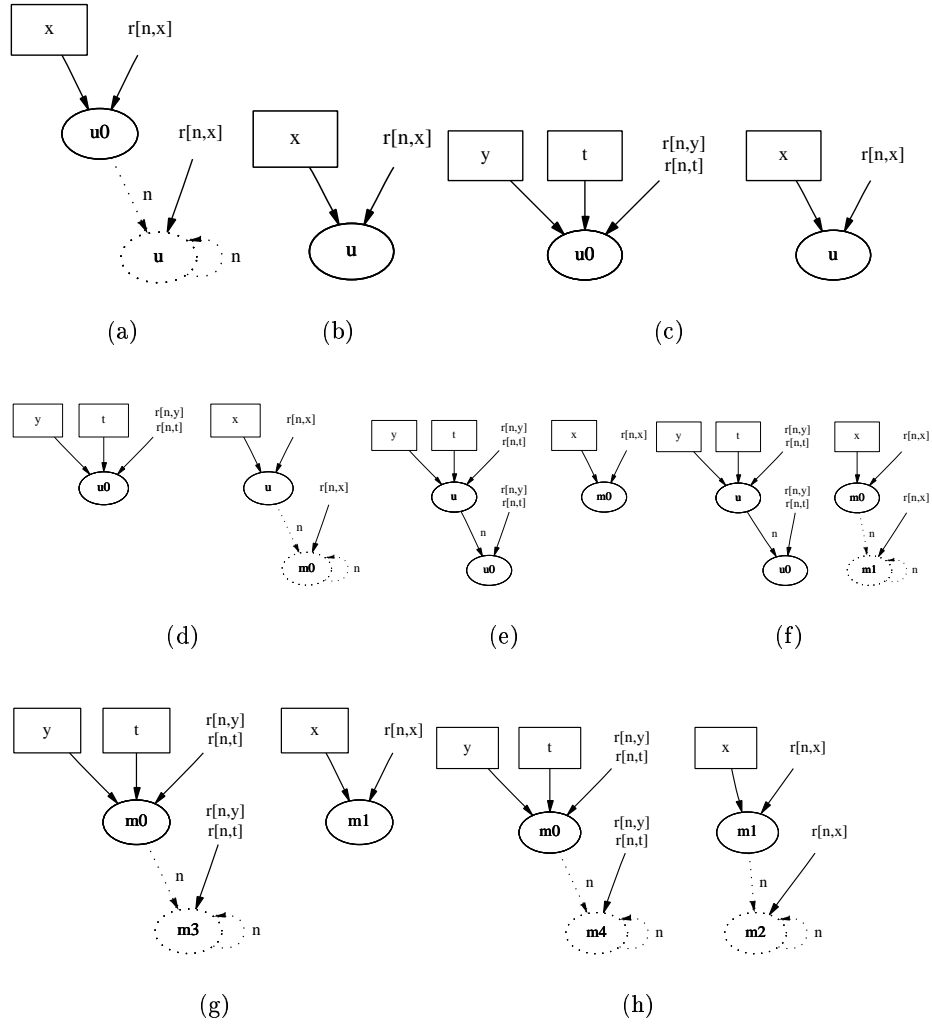 x
r[n,x]
u0
r[n,x]
n
u
n
(a)
x
r[n,x]
u
(b)
y
t
r[n,y]
r[n,t]
u0
x
r[n,x]
u
(c)
y
t
r[n,y]
r[n,t]
u0
x
r[n,x]
u
r[n,x]
n
m0
n
(d)
y
t
r[n,y]
r[n,t]
u
r[n,y]
r[n,t]
n
u0
x
r[n,x]
m0
(e)
y
t
r[n,y]
r[n,t]
u
r[n,y]
r[n,t]
n
u0
x
r[n,x]
m0
r[n,x]
n
m1
n
(f)
y
t
r[n,y]
r[n,t]
m0
r[n,y]
r[n,t]
n
m3
n
x
r[n,x]
m1
(g)
y
t
r[n,y]
r[n,t]
m0
r[n,y]
r[n,t]
n
m4
n
x
r[n,x]
m1
r[n,x]
n
m2
n
(h)